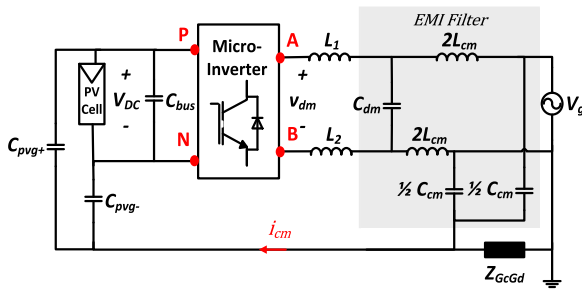 EMI Filter
P
Micro-
Inverter
A
L1
2Lcm
PV
Cell
+
VDC
-
Cbus
+
vdm
-
Cdm
Vg
Cpvg+
N
B
L2
2Lcm
Cpvg-
½ Ccm
½ Ccm
icm
ZGcGd